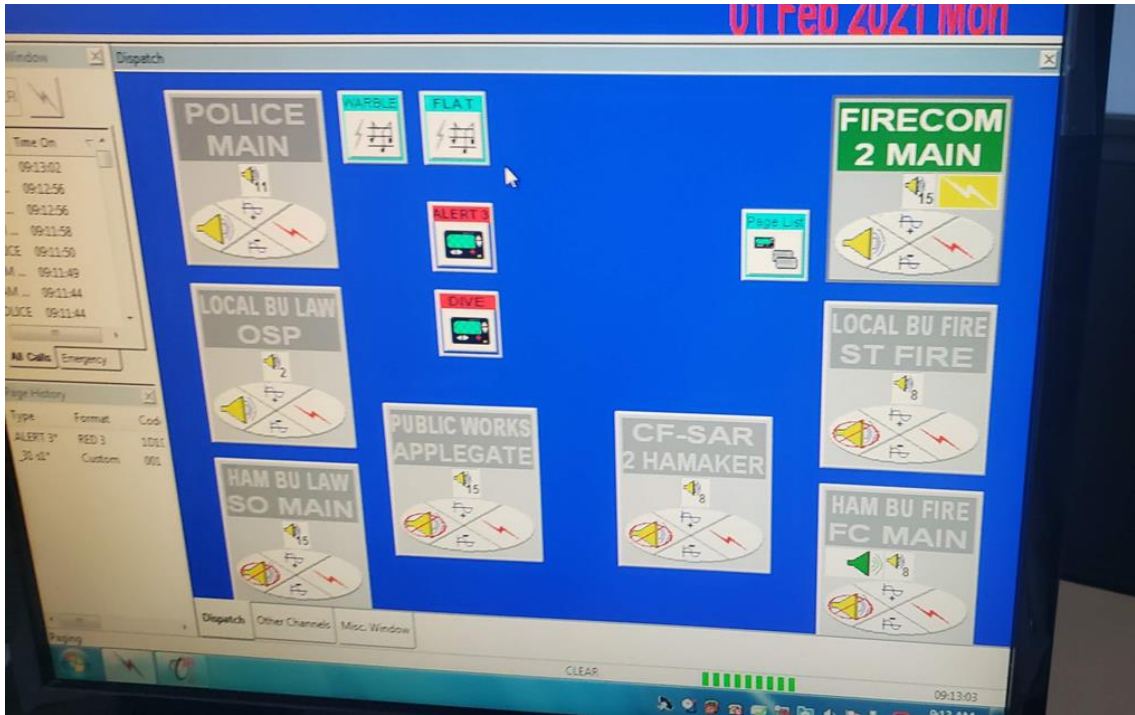 01 Feb 2021 Mon
Window
Dispatch
Time On
09:13:02
09:12:56
09:12:56
09:11:58
09:11:50
09:11:49
09:11:44
09:11:44
All Calls
Emergency
Page History
Type Format
ALERT 3" RED 3
Custom 001
Paging
POLICE
MAIN
11
WARBLE
FLAT
ALERT 3
DIVE
Page List
FIRECOM
2 MAIN
15
LOCAL BU LAW
OSP
2
LOCAL BU FIRE
ST FIRE
8
PUBLIC WORKS
APPLEGATE
15
CF-SAR
2 HAMAKER
8
HAM BU LAW
SO MAIN
15
HAM BU FIRE
FC MAIN
8
Dispatch
Other Channels
Misc. Window
CLEAR
09:13:03